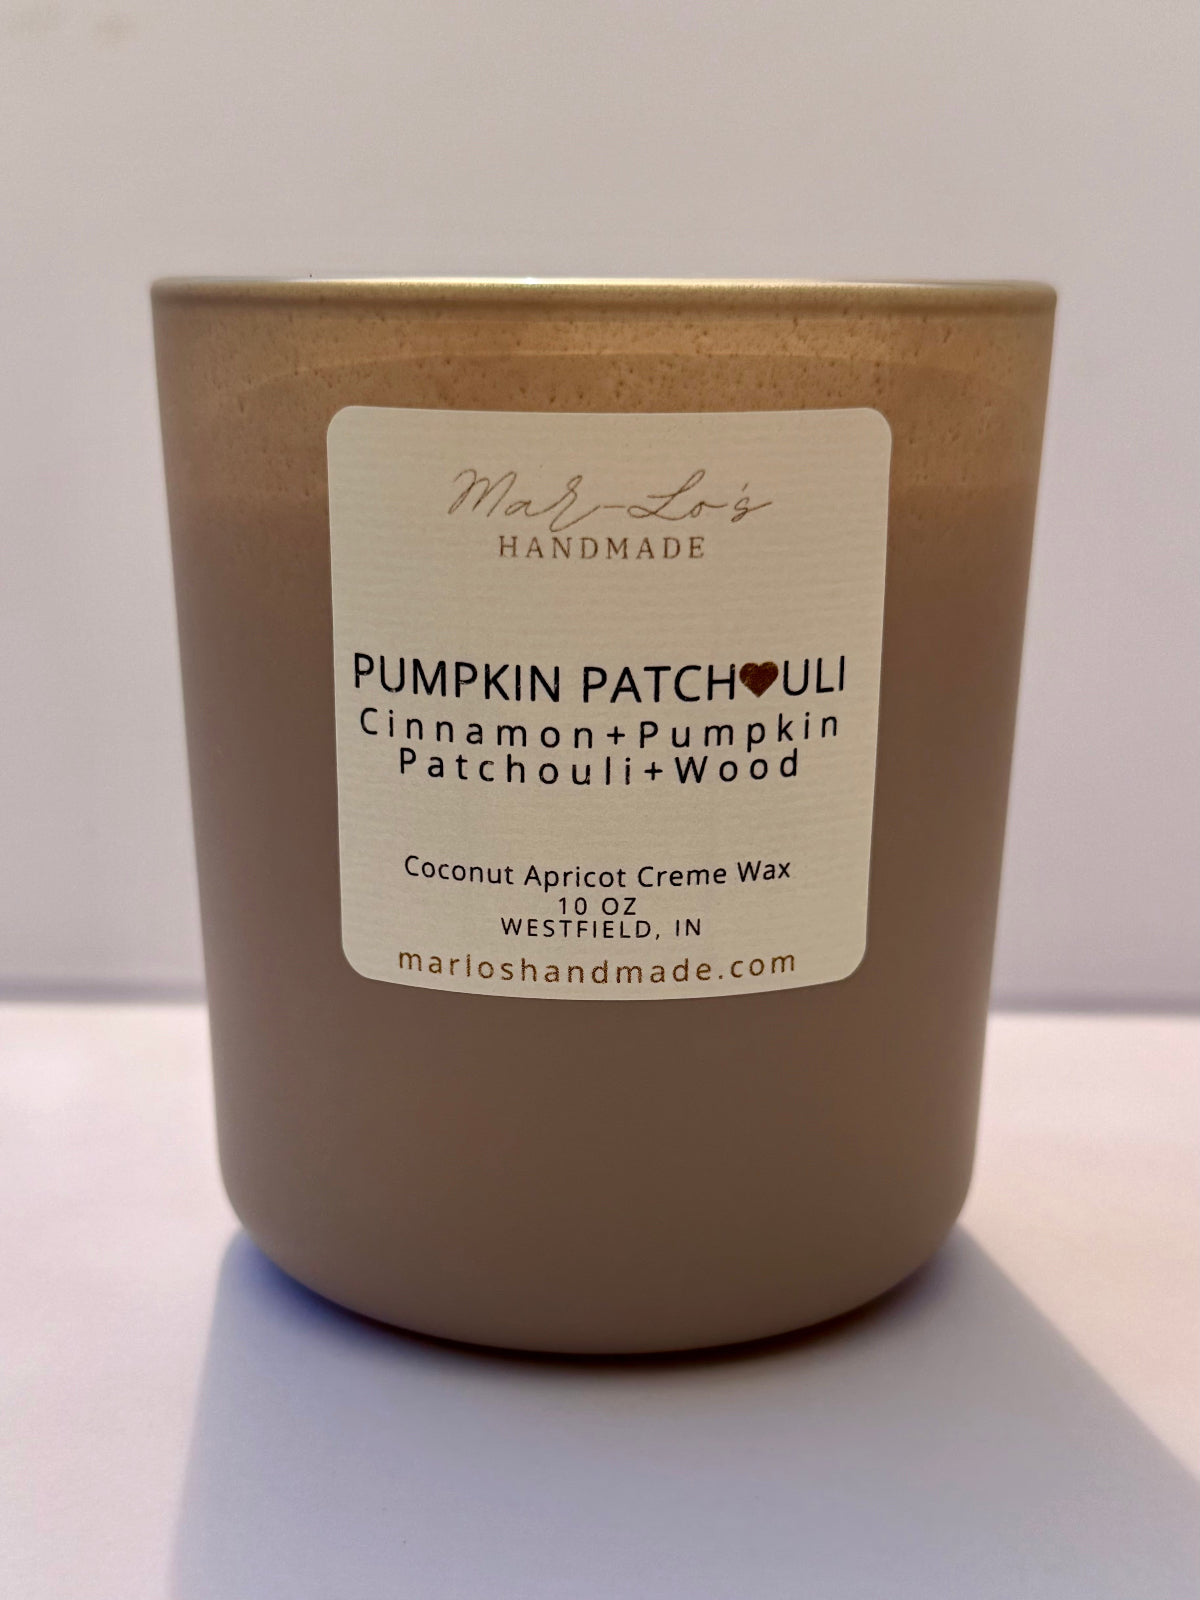 Mar-Lo's
HANDMADE
PUMPKIN PATCH♥ULI
Cinnamon+Pumpkin
Patchouli+Wood
Coconut Apricot Creme Wax
10 OZ
WESTFIELD, IN
marloshandmade.com